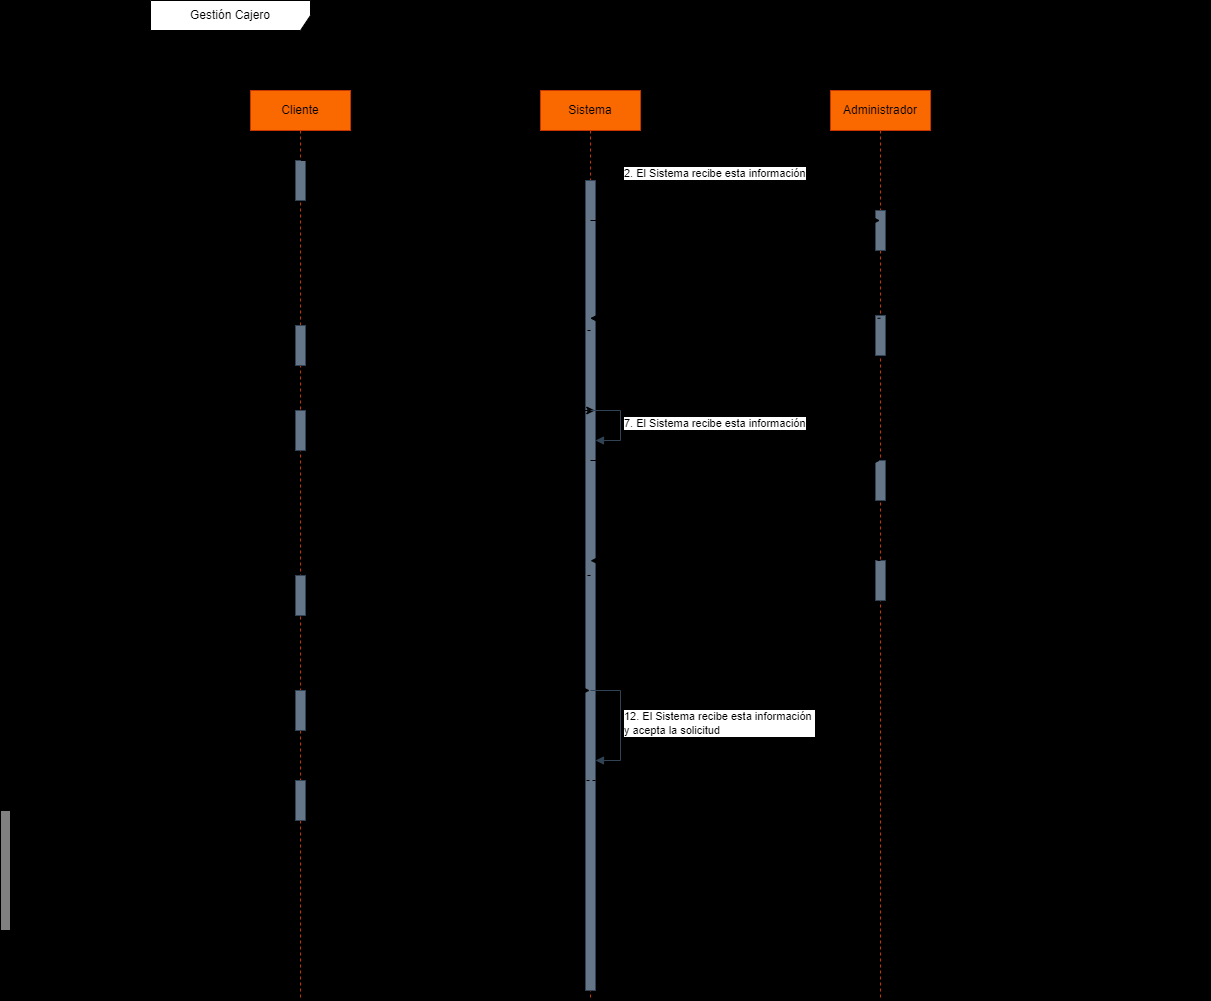 Gestión Cajero
Cliente
Sistema
Administrador
2. El Sistema recibe esta información
7. El Sistema recibe esta información
12. El Sistema recibe esta información
y acepta la solicitud